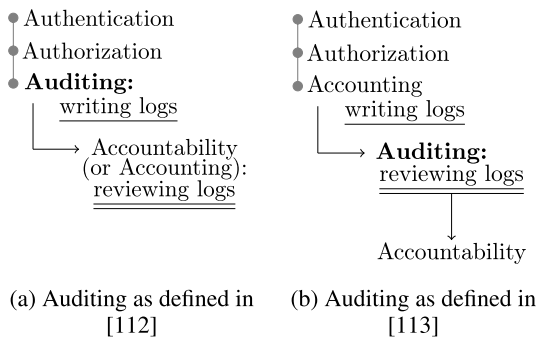 Authentication
Authorization
Auditing:
writing logs
Accountability
(or Accounting):
reviewing logs
(a) Auditing as defined in
[112]
Authentication
Authorization
Accounting
writing logs
Auditing:
reviewing logs
Accountability
(b) Auditing as defined in
[113]